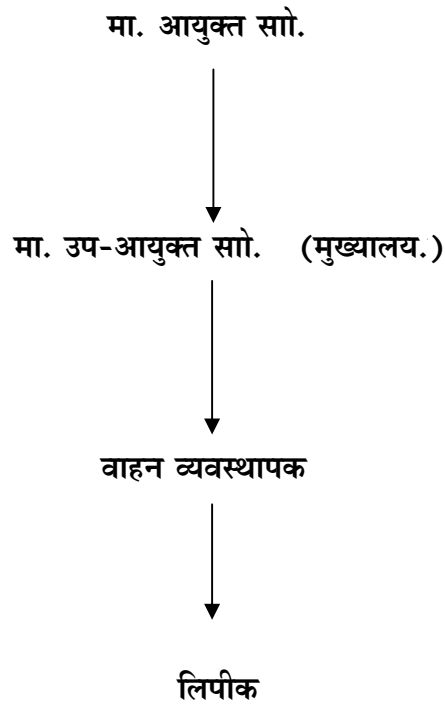 मा. आयुक्त साो.
मा. उप-आयुक्त साो. (मुख्यालय.)
वाहन व्यवस्थापक
लिपीक